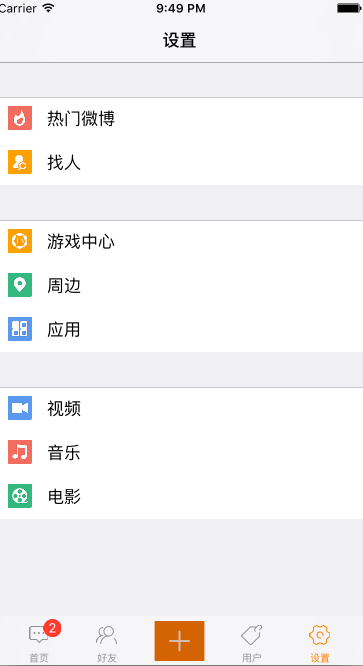 Carrier 9:49 PM
设置
热门微博
找人
游戏中心
周边
应用
视频
音乐
电影
2
首页 好友 用户 设置